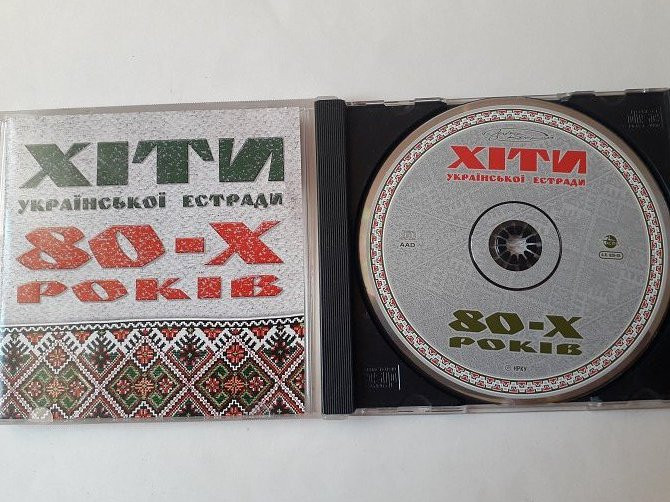 ХІТИ
УКРАЇНСЬКОЇ ЕСТРАДИ
80-Х
РОКІВ
ХІТИ
УКРАЇНСЬКОЇ ЕСТРАДИ
AAD
80-Х
РОКІВ